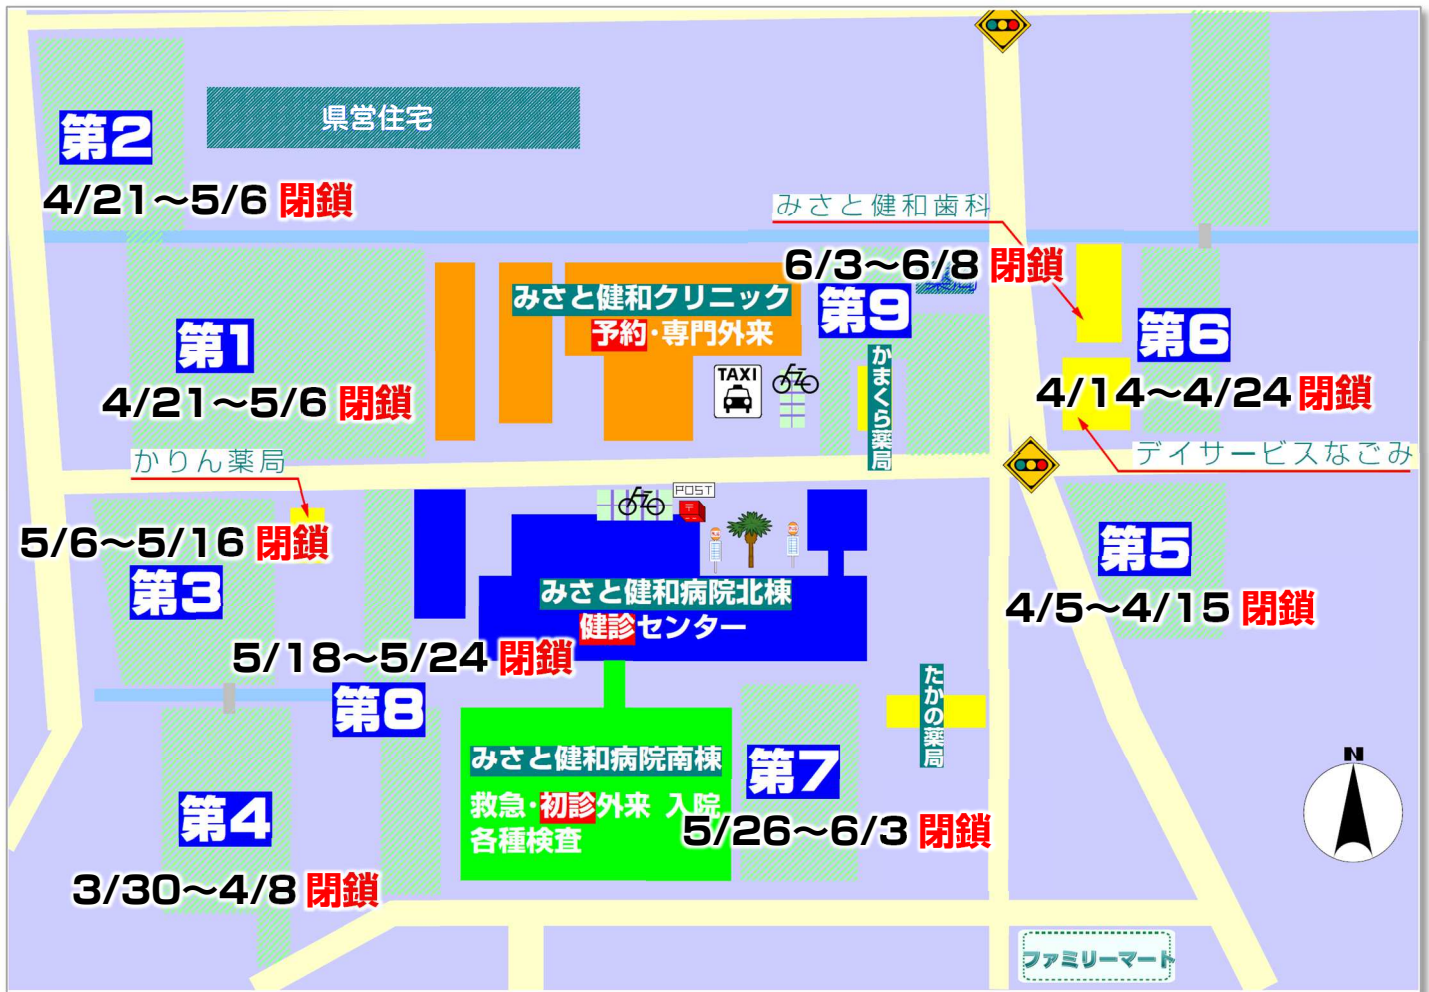 県営住宅
第2
4/21～5/6 閉鎖
みさと健和歯科
6/3～6/8 閉鎖
薬局
みさと健和クリニック
予約・専門外来
第9
第1
第6
TAXI
かまくら薬局
4/21～5/6 閉鎖
4/14～4/24 閉鎖
かりん薬局
デイサービスなごみ
POST
〒
5/6～5/16 閉鎖
第3
第5
みさと健和病院北棟
健診センター
4/5～4/15 閉鎖
5/18～5/24 閉鎖
第8
たかの薬局
みさと健和病院南棟
第7
救急・初診外来 入院
各種検査
第4
5/26～6/3 閉鎖
3/30～4/8 閉鎖
N
ファミリーマート